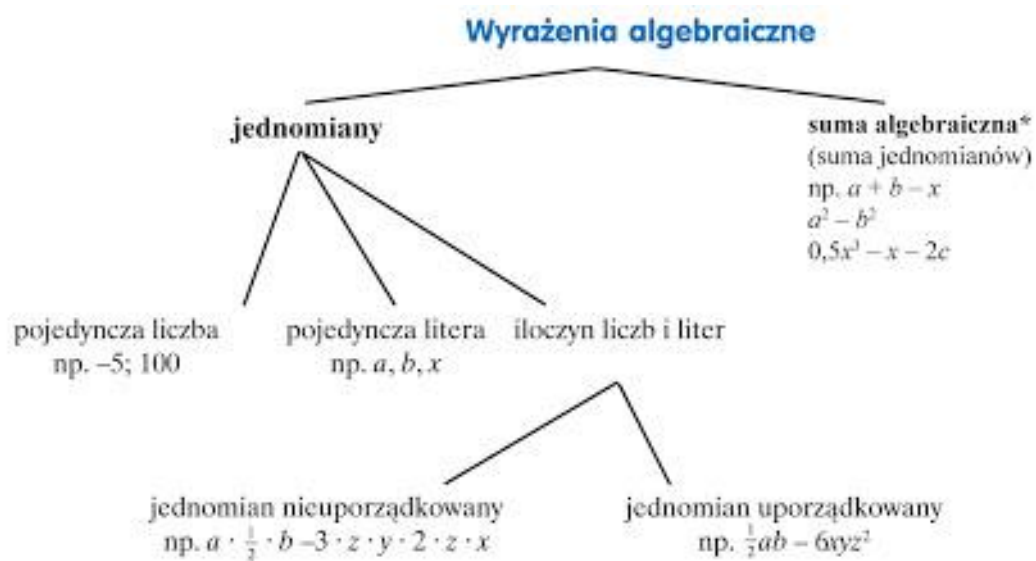 Wyrażenia algebraiczne
jednomiany
suma algebraiczna*
(suma jednomianów)
np. a + b – x
a² – b²
0,5x³ – x – 2c
pojedyncza liczba
np. –5; 100
pojedyncza litera
np. a, b, x
iloczyn liczb i liter
jednomian nieuporządkowany
np. a · ½ · b –3 · z · y · 2 · z · x
jednomian uporządkowany
np. ½ab – 6xyz²